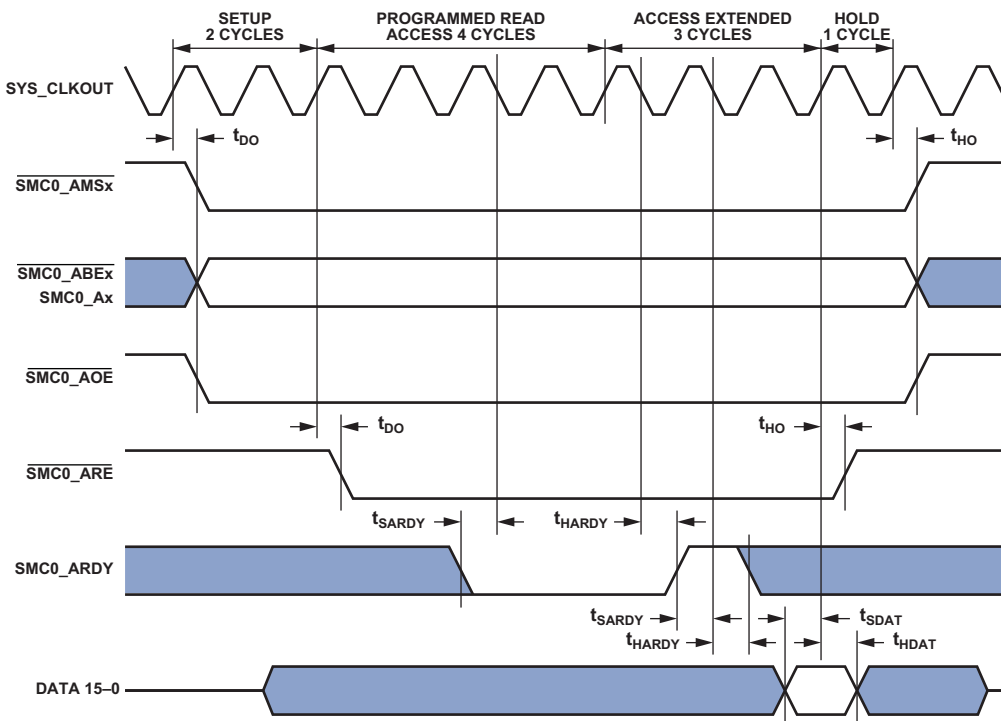 SETUP
2 CYCLES
PROGRAMMED READ
ACCESS 4 CYCLES
ACCESS EXTENDED
3 CYCLES
HOLD
1 CYCLE
SYS_CLKOUT
tDO
tHO
SMC0_AMSx
SMC0_ABEx
SMC0_Ax
SMC0_AOE
tDO
tHO
SMC0_ARE
tSARDY
tHARDY
SMC0_ARDY
tSARDY
tSDAT
tHARDY
tHDAT
DATA 15–0